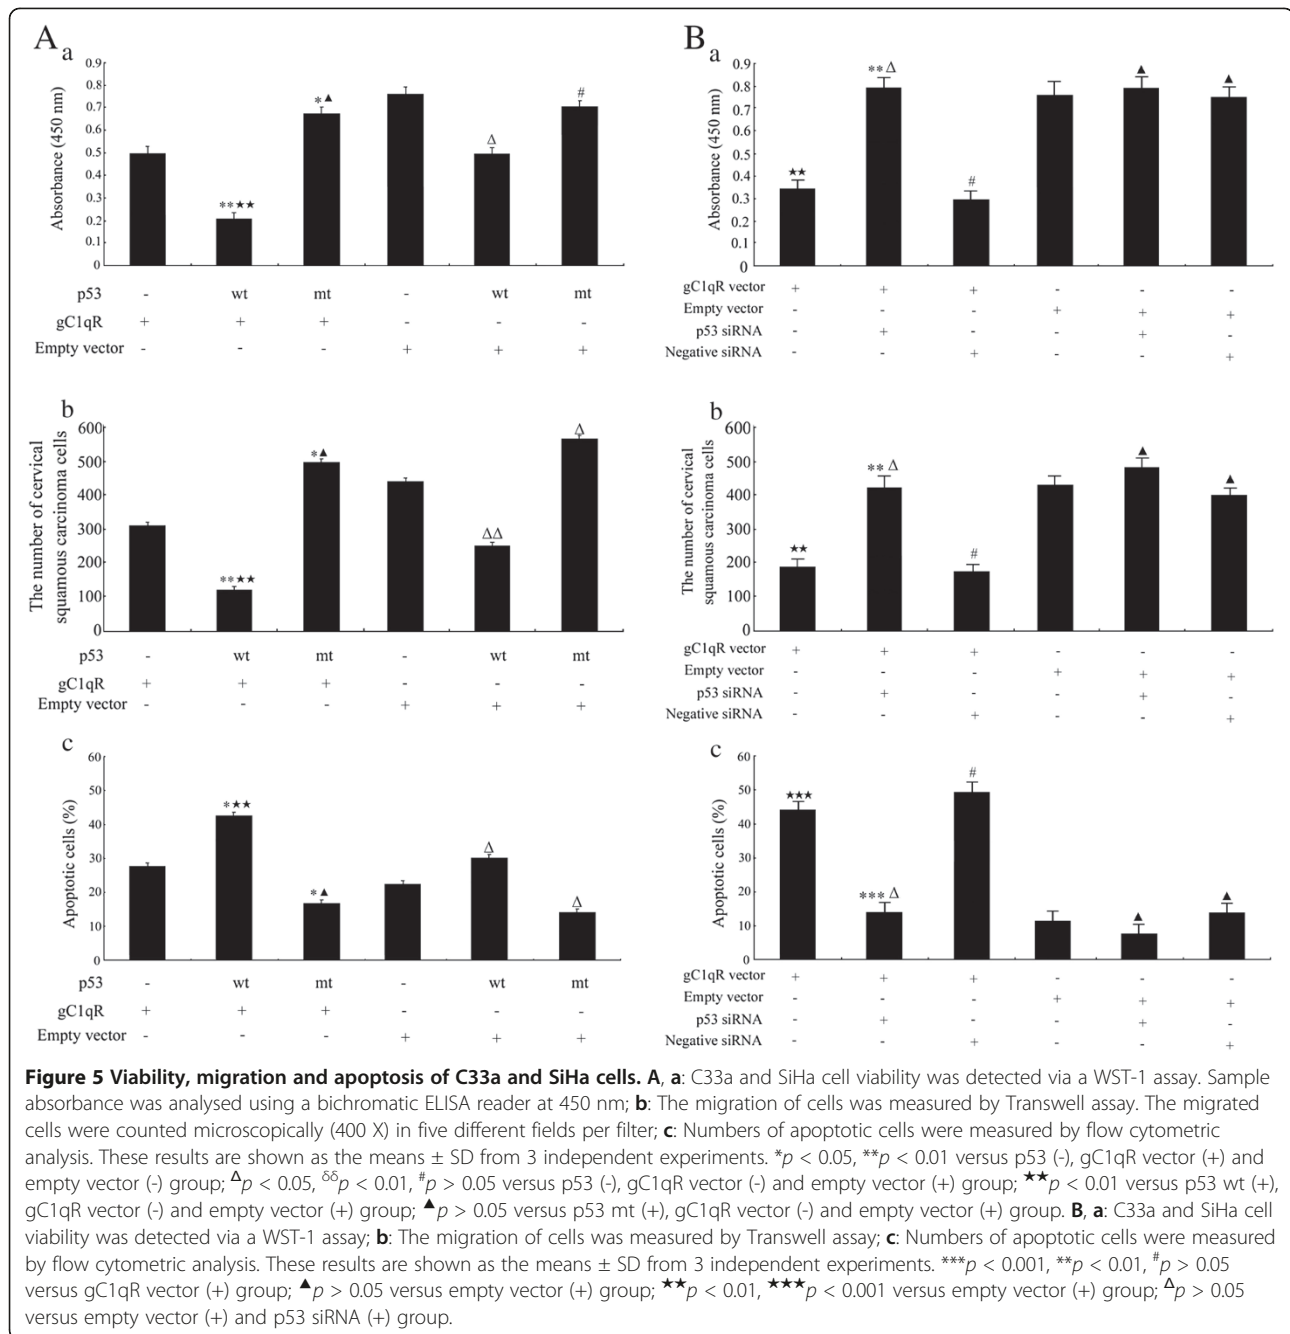 A
a
Absorbance (450 nm)
0.9
0.8
0.7
0.6
0.5
0.4
0.3
0.2
0.1
0
**★★
*▲
Δ
#
p53 - wt mt - wt mt
gC1qR + + + - - -
Empty vector - - - + + +
b
The number of cervical
squamous carcinoma cells
600
500
400
300
200
100
0
**★★
*▲
ΔΔ
Δ
p53 - wt mt - wt mt
gC1qR + + + - - -
Empty vector - - - + + +
c
Apoptotic cells (%)
60
50
40
30
20
10
0
*★★
*▲
Δ
Δ
p53 - wt mt - wt mt
gC1qR + + + - - -
Empty vector - - - + + +
B
a
Absorbance (450 nm)
0.9
0.8
0.7
0.6
0.5
0.4
0.3
0.2
0.1
0
★★
**Δ
#
▲
▲
gC1qR vector + + + - - -
Empty vector - - - + + +
p53 siRNA - + - - + -
Negative siRNA - - + - - +
b
The number of cervical
squamous carcinoma cells
600
500
400
300
200
100
0
★★
** Δ
#
▲
▲
gC1qR vector + + + - - -
Empty vector - - - + + +
p53 siRNA - + - - + -
Negative siRNA - - + - - +
c
Apoptotic cells (%)
60
50
40
30
20
10
0
★★★
*** Δ
#
▲
▲
gC1qR vector + + + - - -
Empty vector - - - + + +
p53 siRNA - + - - + -
Negative siRNA - - + - - +
Figure 5 Viability, migration and apoptosis of C33a and SiHa cells. A, a: C33a and SiHa cell viability was detected via a WST-1 assay. Sample
absorbance was analysed using a bichromatic ELISA reader at 450 nm; b: The migration of cells was measured by Transwell assay. The migrated
cells were counted microscopically (400 X) in five different fields per filter; c: Numbers of apoptotic cells were measured by flow cytometric
analysis. These results are shown as the means ± SD from 3 independent experiments. *p < 0.05, **p < 0.01 versus p53 (-), gC1qR vector (+) and
empty vector (-) group; Δp < 0.05, δδp < 0.01, #p > 0.05 versus p53 (-), gC1qR vector (-) and empty vector (+) group; ★★p < 0.01 versus p53 wt (+),
gC1qR vector (-) and empty vector (+) group; ▲p > 0.05 versus p53 mt (+), gC1qR vector (-) and empty vector (+) group. B, a: C33a and SiHa cell
viability was detected via a WST-1 assay; b: The migration of cells was measured by Transwell assay; c: Numbers of apoptotic cells were measured
by flow cytometric analysis. These results are shown as the means ± SD from 3 independent experiments. ***p < 0.001, **p < 0.01, #p > 0.05
versus gC1qR vector (+) group; ▲p > 0.05 versus empty vector (+) group; ★★p < 0.01, ★★★p < 0.001 versus empty vector (+) group; Δp > 0.05
versus empty vector (+) and p53 siRNA (+) group.